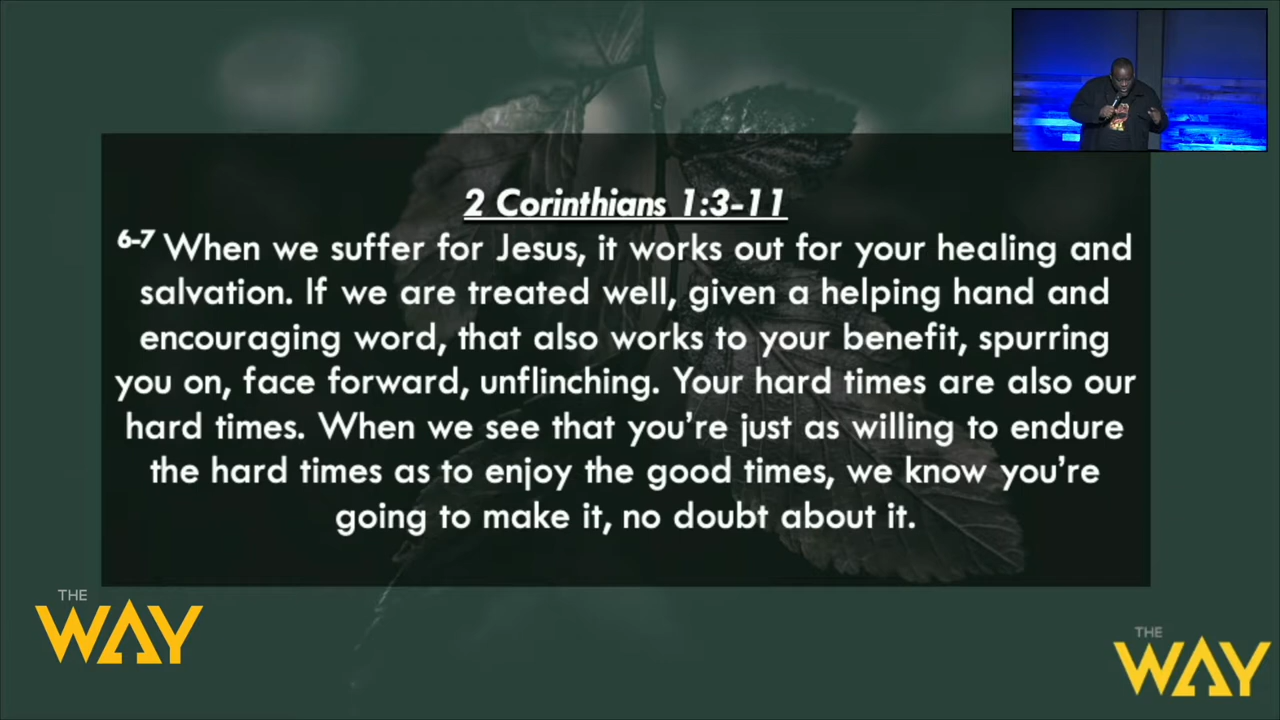 2 Corinthians 1:3-11
6-7 When we suffer for Jesus, it works out for your healing and
salvation. If we are treated well, given a helping hand and
encouraging word, that also works to your benefit, spurring
you on, face forward, unflinching. Your hard times are also our
hard times. When we see that you’re just as willing to endure
the hard times as to enjoy the good times, we know you’re
going to make it, no doubt about it.
THE
WAY
THE
WAY